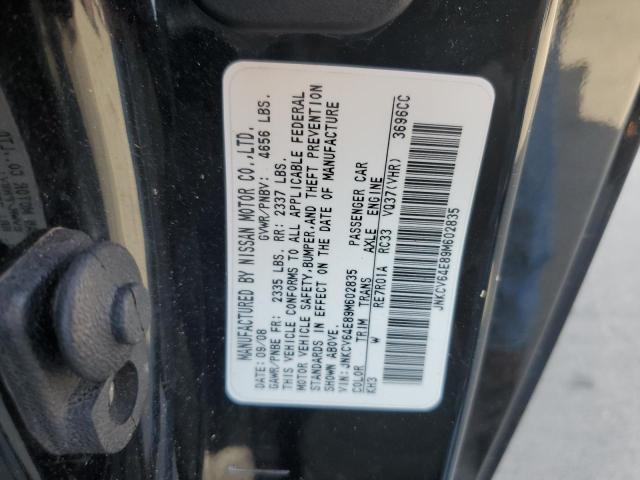 MANUFACTURED BY NISSAN MOTOR CO.,LTD.
DATE: 09/08 GVWR/PNBV: 4656 LBS.
GAWR/PNBE FR: 2335 LBS. RR: 2337 LBS.
THIS VEHICLE CONFORMS TO ALL APPLICABLE FEDERAL
MOTOR VEHICLE SAFETY,BUMPER,AND THEFT PREVENTION
STANDARDS IN EFFECT ON THE DATE OF MANUFACTURE
SHOWN ABOVE.
VIN: JNKCV64E89M602835 PASSENGER CAR
COLOR TRIM TRANS AXLE ENGINE
KH3 W RE7R01A RC33 VQ37(VHR) 3696CC
JNKCV64E89M602835